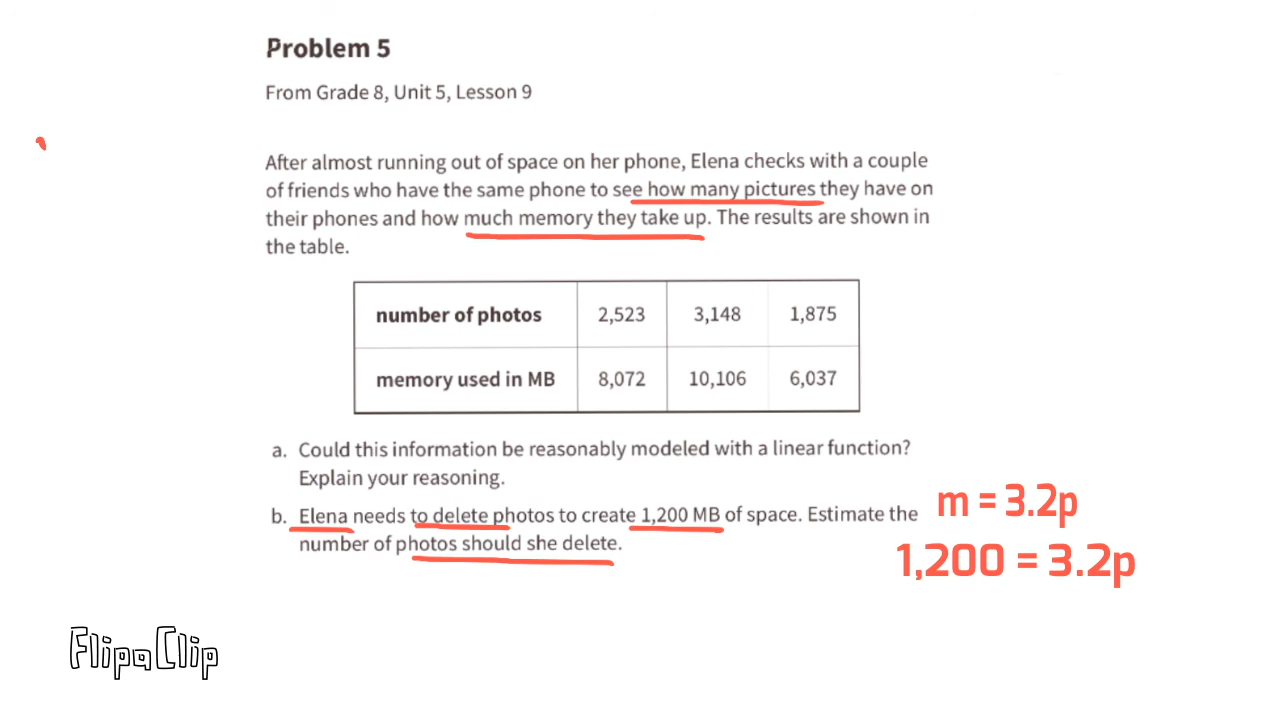 Problem 5
From Grade 8, Unit 5, Lesson 9
After almost running out of space on her phone, Elena checks with a couple
of friends who have the same phone to see how many pictures they have on
their phones and how much memory they take up. The results are shown in
the table.
number of photos 2,523 3,148 1,875
memory used in MB 8,072 10,106 6,037
a. Could this information be reasonably modeled with a linear function?
Explain your reasoning.
b. Elena needs to delete photos to create 1,200 MB of space. Estimate the
number of photos should she delete.
m = 3.2p
1,200 = 3.2p
FlipaClip